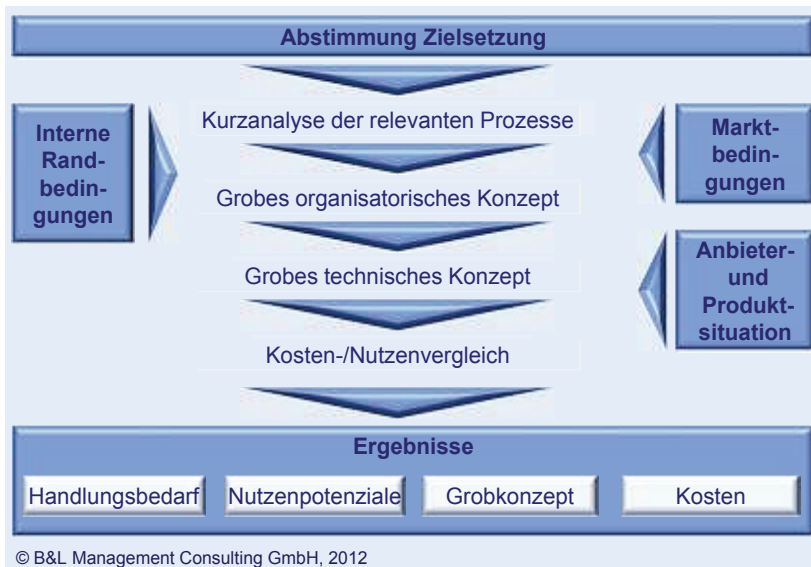 Abstimmung Zielsetzung
Interne
Rand-
bedin-
gungen
Kurzanalyse der relevanten Prozesse
Grobes organisatorisches Konzept
Grobes technisches Konzept
Kosten-/Nutzenvergleich
Markt-
bedin-
gungen
Anbieter-
und
Produkt-
situation
Ergebnisse
Handlungsbedarf
Nutzenpotenziale
Grobkonzept
Kosten
© B&L Management Consulting GmbH, 2012